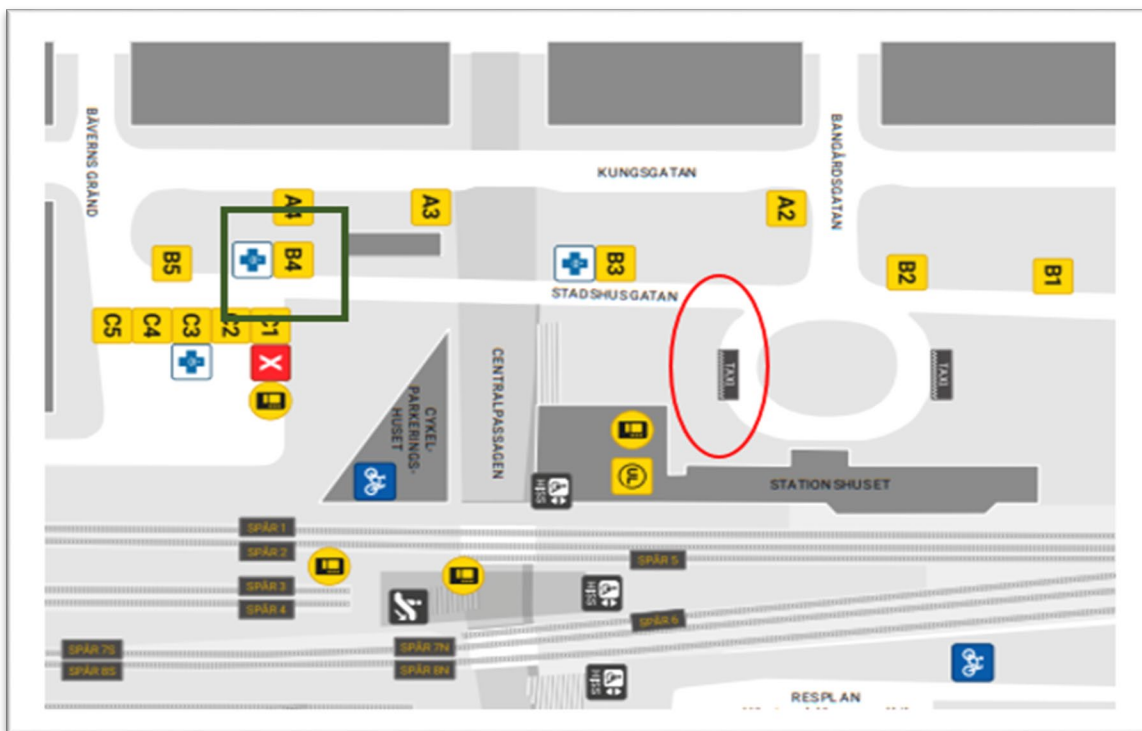 BÄVERNS GRÄND
KUNGSGATAN
BANGÅRDSGATAN
A4
A3
A2
B5
B4
B3
B2
B1
STADSHUSGATAN
C5
C4
C3
C2
C1
X
TAXI
TAXI
CENTRALPASSAGEN
CYKEL-
PARKERINGS-
HUSET
UL
STATIONSHUSET
HISS
SPÅR 1
SPÅR 2
SPÅR 5
SPÅR 3
SPÅR 4
HISS
SPÅR 6
SPÅR 7S
SPÅR 7N
SPÅR 8S
SPÅR 8N
HISS
RESPLAN